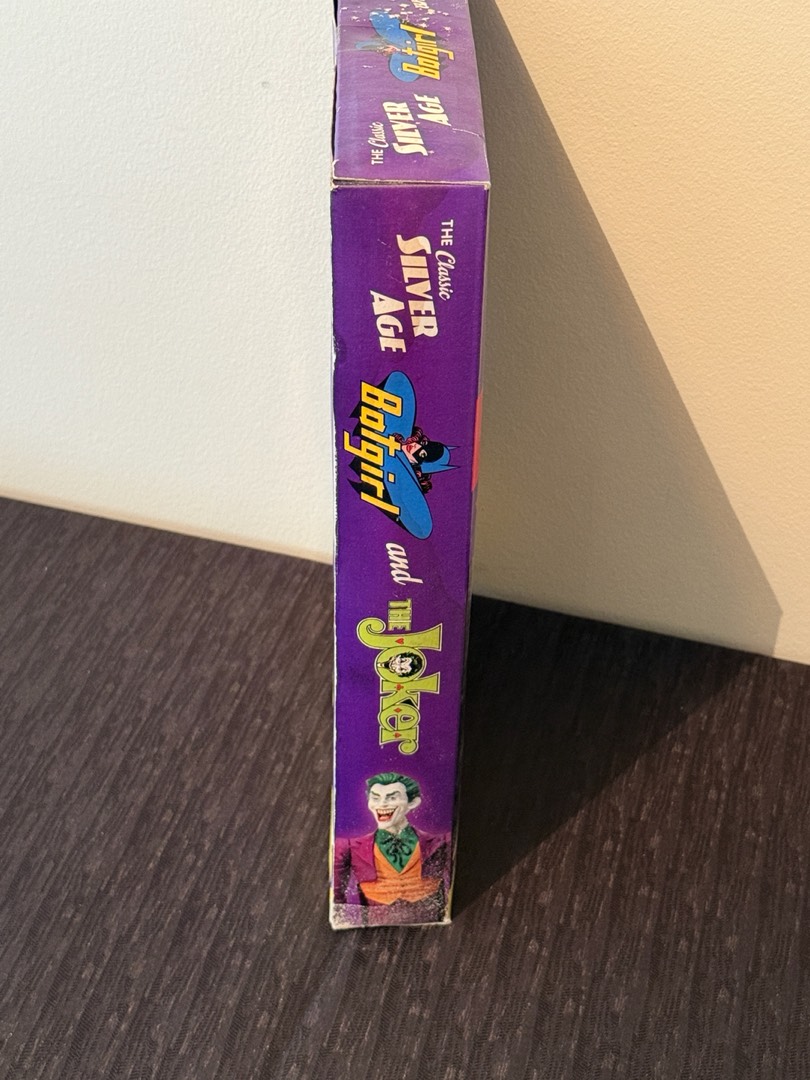 THE Classic
SILVER
AGE
Batgirl
THE Classic
SILVER
AGE
Batgirl
and
THE
JOKER